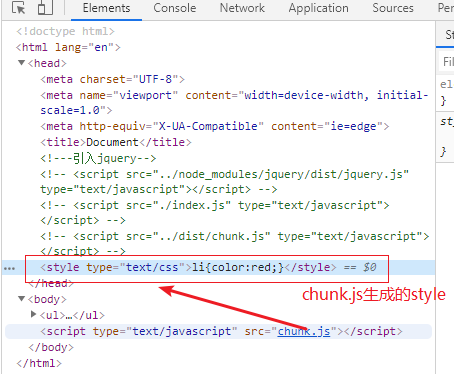 Elements Console Sources Network Performance
<!doctype html>
<html lang="en">
▼<head>
<meta charset="UTF-8">
<meta name="viewport" content="width=device-width, initial-
scale=1.0">
<meta http-equiv="X-UA-Compatible" content="ie=edge">
<title>Document</title>
<!---引入jquery-->
<!-- <script src="../node_modules/jquery/dist/jquery.js"
type="text/javascript"></script> -->
<!-- <script src="./index.js" type="text/javascript">
</script> -->
<!-- <script src="../dist/chunk.js" type="text/javascript">
</script> -->
••• <style type="text/css">li{color:red;}</style> == $0
</head>
chunk.js生成的style
▼<body>
▶<ul>…</ul>
<script type="text/javascript" src="chunk.js"></script>
</body>
</html>
St
Fil
el
}
st
}